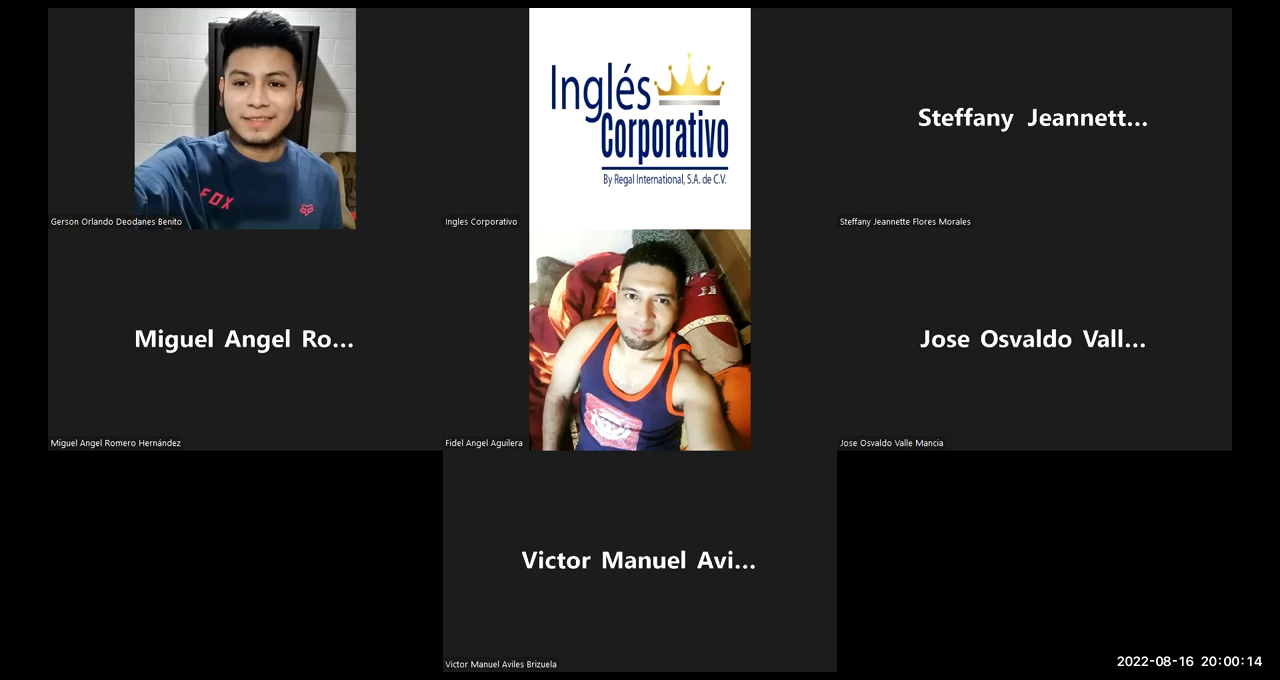 Inglés
Corporativo
By Regal International, S.A. de C.V.
Steffany Jeannett...
FOX
Gerson Orlando Deodanes Benito
Ingles Corporativo
Steffany Jeannette Flores Morales
Miguel Angel Ro...
Jose Osvaldo Vall...
Miguel Angel Romero Hernández
Fidel Angel Aguilera
Jose Osvaldo Valle Mancia
Victor Manuel Avi...
Victor Manuel Aviles Brizuela
2022-08-16 20:00:14